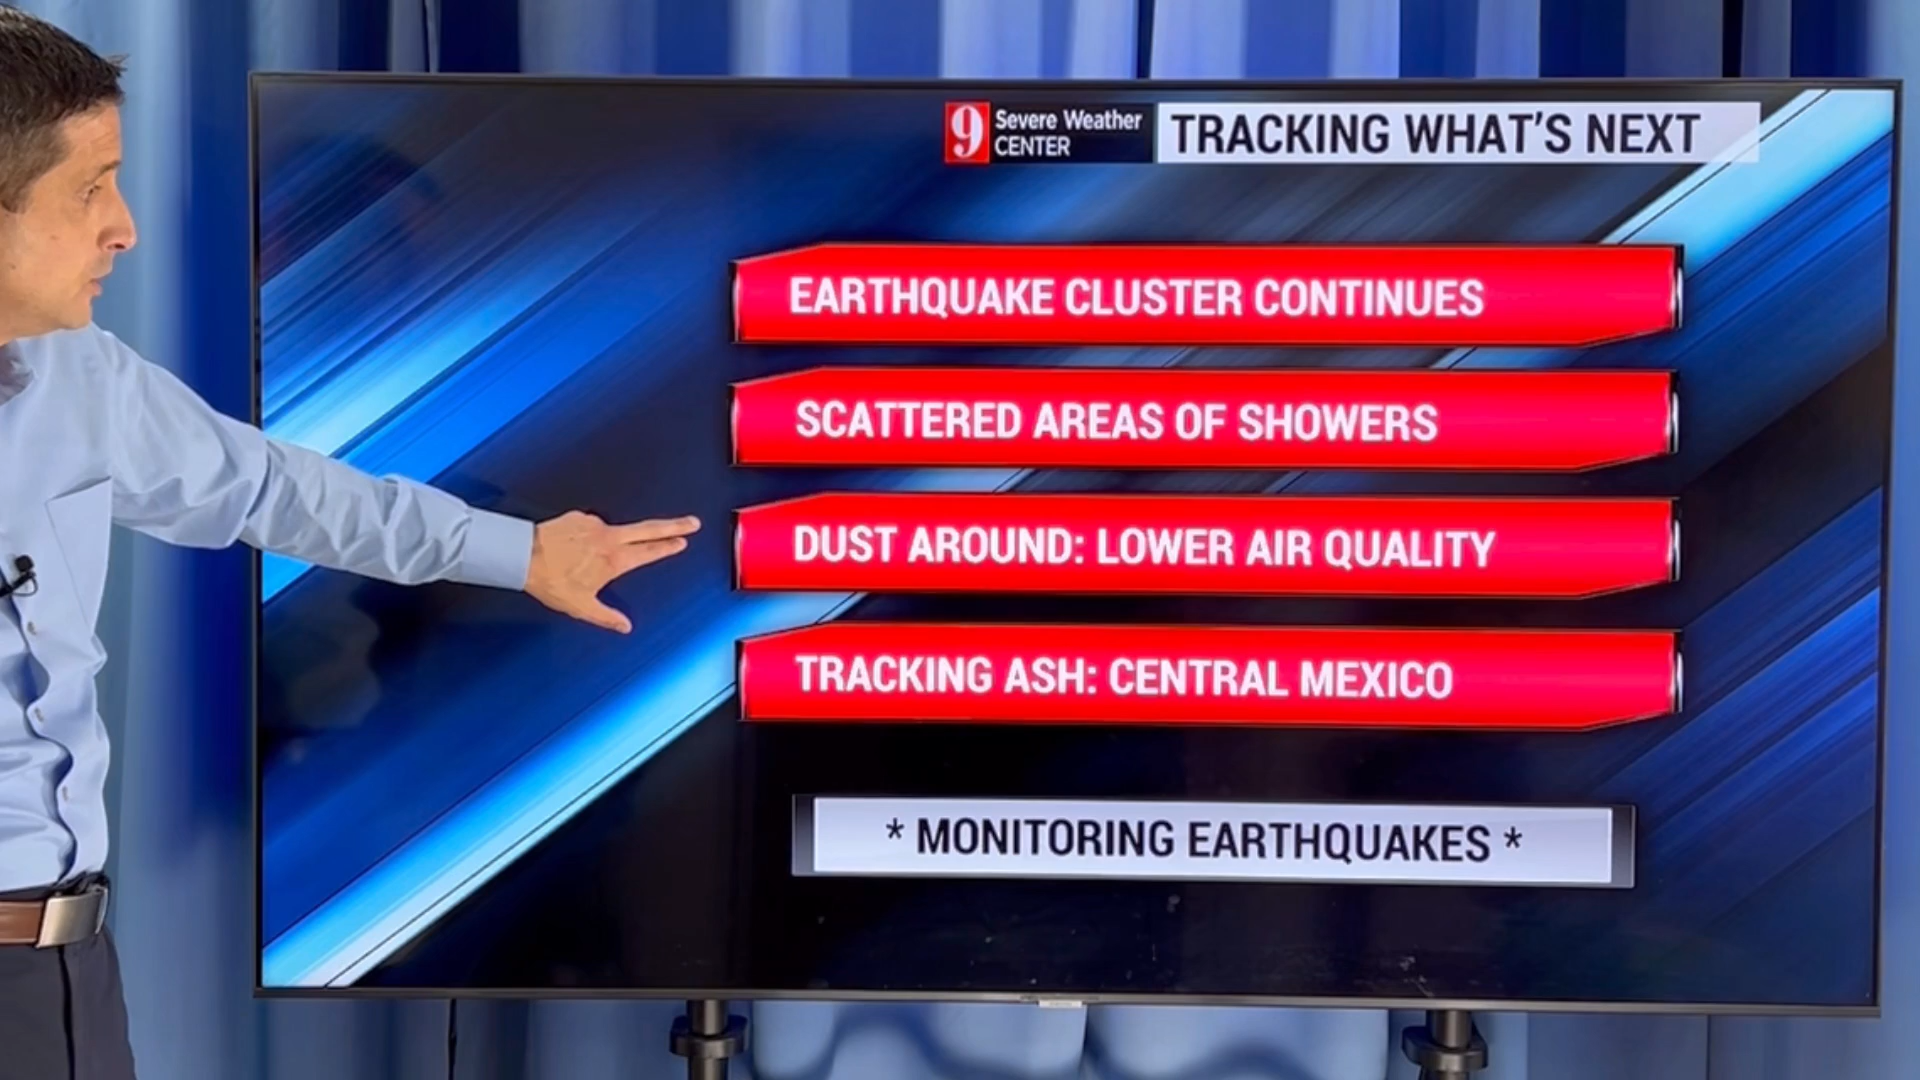 9 Severe Weather
CENTER
TRACKING WHAT'S NEXT
EARTHQUAKE CLUSTER CONTINUES
SCATTERED AREAS OF SHOWERS
DUST AROUND: LOWER AIR QUALITY
TRACKING ASH: CENTRAL MEXICO
* MONITORING EARTHQUAKES *